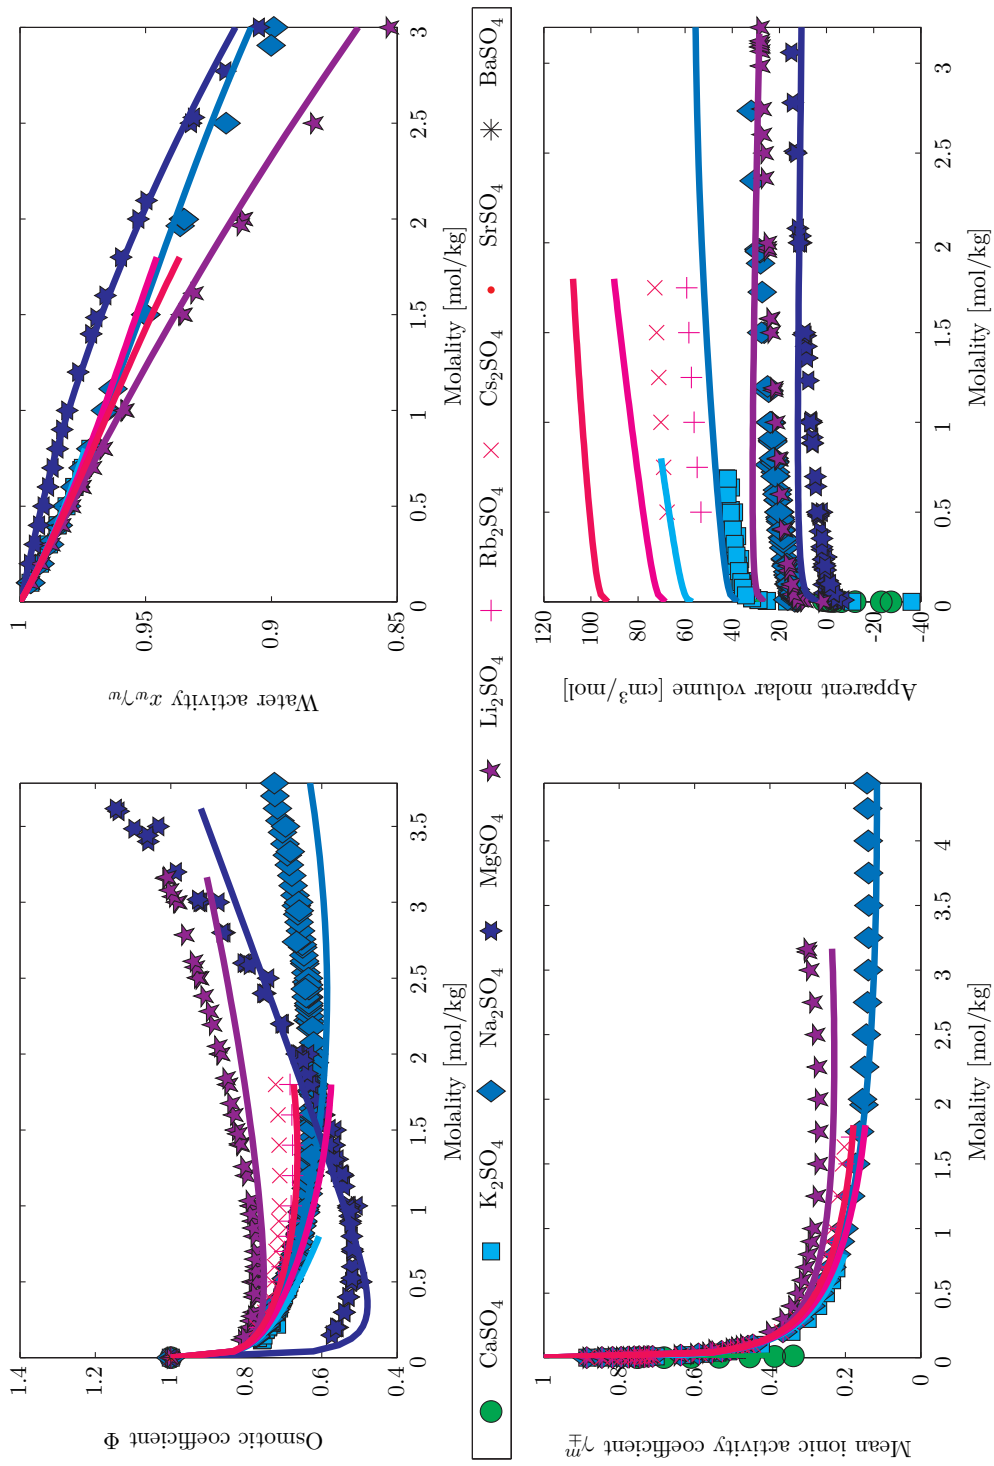 Osmotic coefficient Φ
1.4
1.2
1
0.8
0.6
0.4
0 0.5 1 1.5 2 2.5 3 3.5
Molality [mol/kg]
Water activity x_wγ_w
1
0.95
0.9
0.85
0 0.5 1 1.5 2 2.5 3
Molality [mol/kg]
CaSO₄ K₂SO₄ Na₂SO₄ MgSO₄ Li₂SO₄ Rb₂SO₄ Cs₂SO₄ SrSO₄ BaSO₄
Mean ionic activity coefficient γ±ᵐ
1
0.8
0.6
0.4
0.2
0
0 0.5 1 1.5 2 2.5 3 3.5 4
Molality [mol/kg]
Apparent molar volume [cm³/mol]
120
100
80
60
40
20
0
-20
-40
0 0.5 1 1.5 2 2.5 3
Molality [mol/kg]